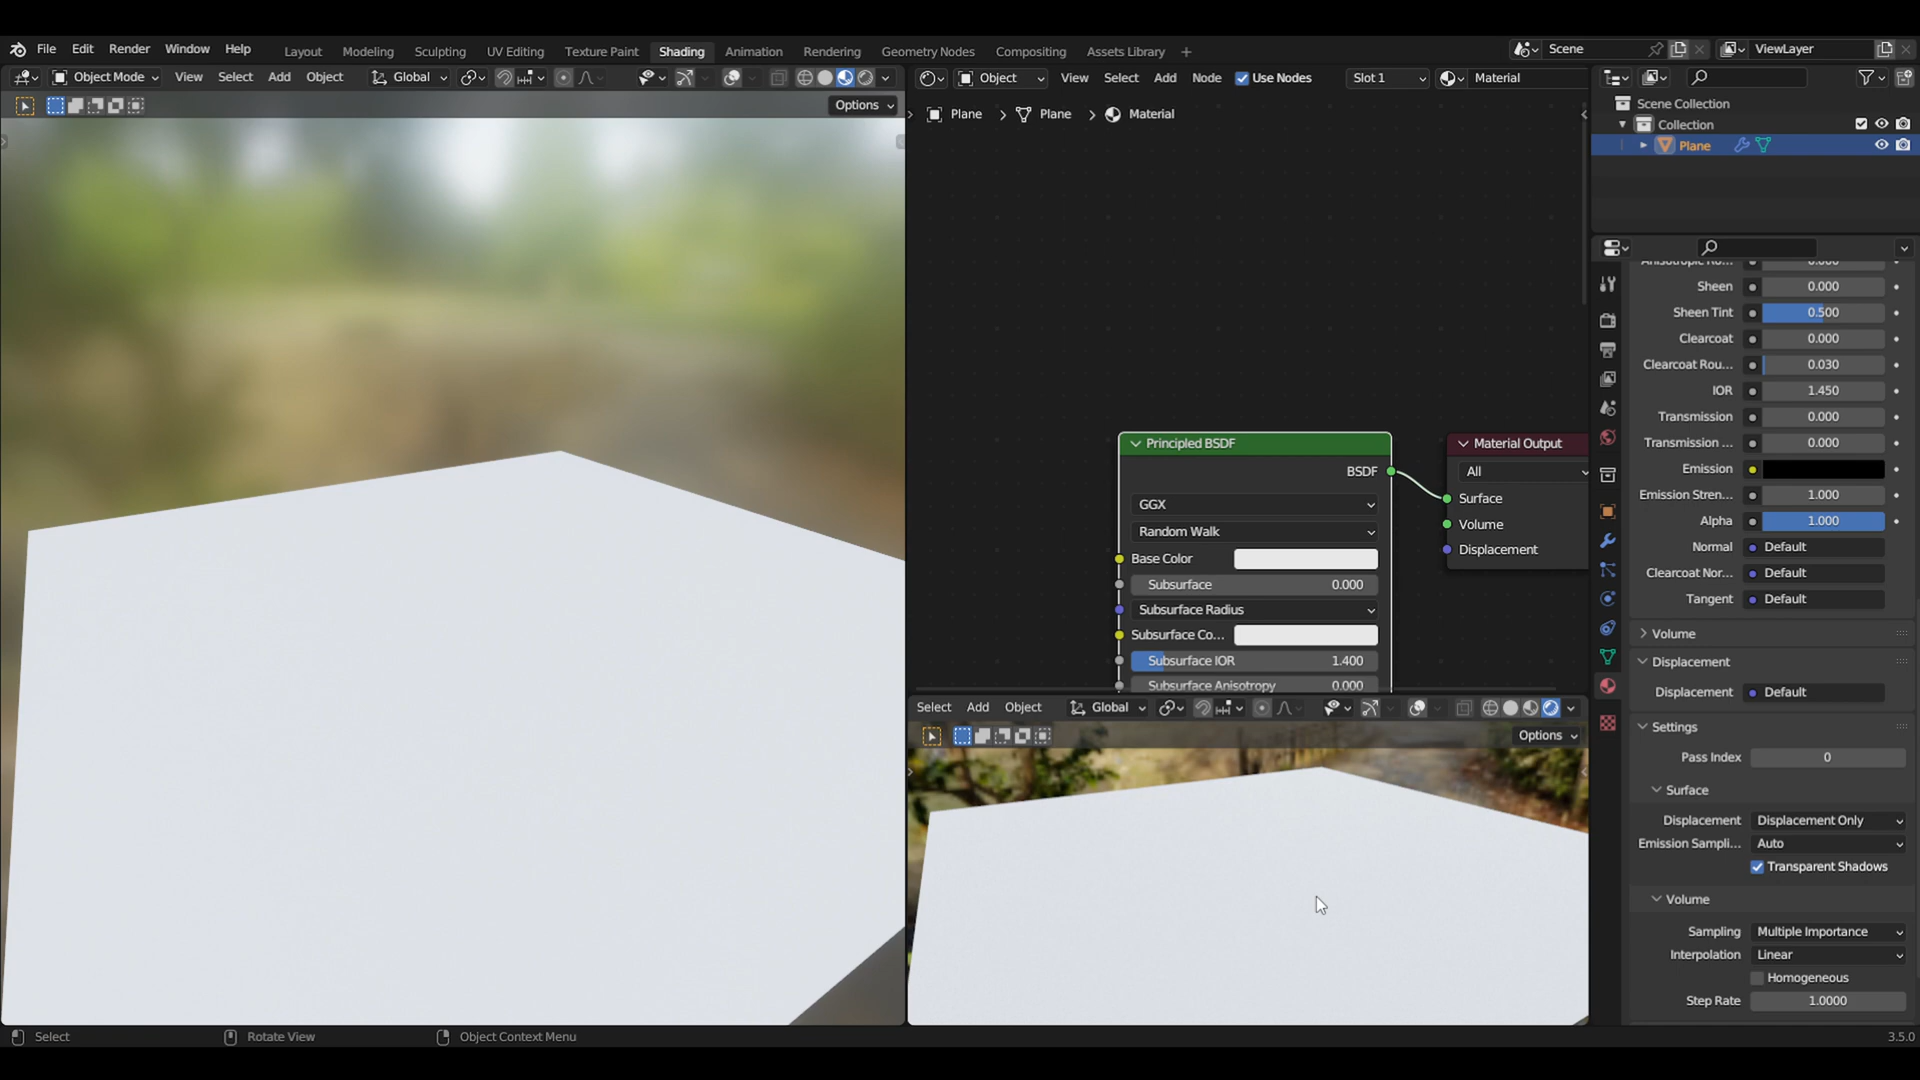 File Edit Render Window Help
Layout Modeling Sculpting UV Editing Texture Paint Shading Animation Rendering Geometry Nodes Compositing Assets Library +
Scene
ViewLayer
Object Mode View Select Add Object Global
Options
Object View Select Add Node Use Nodes Slot 1 Material
Plane > Plane > Material
Principled BSDF
BSDF
GGX
Random Walk
Base Color
Subsurface 0.000
Subsurface Radius
Subsurface Co...
Subsurface IOR 1.400
Subsurface Anisotropy 0.000
Material Output
All
Surface
Volume
Displacement
Select Add Object Global
Options
Scene Collection
Collection
Plane
Anisotropic Ro... 0.000
Sheen 0.000
Sheen Tint 0.500
Clearcoat 0.000
Clearcoat Rou... 0.030
IOR 1.450
Transmission 0.000
Transmission ... 0.000
Emission
Emission Stren... 1.000
Alpha 1.000
Normal Default
Clearcoat Nor... Default
Tangent Default
Volume
Displacement
Displacement Default
Settings
Pass Index 0
Surface
Displacement Displacement Only
Emission Sampli... Auto
Transparent Shadows
Volume
Sampling Multiple Importance
Interpolation Linear
Homogeneous
Step Rate 1.0000
Select Rotate View Object Context Menu 3.5.0